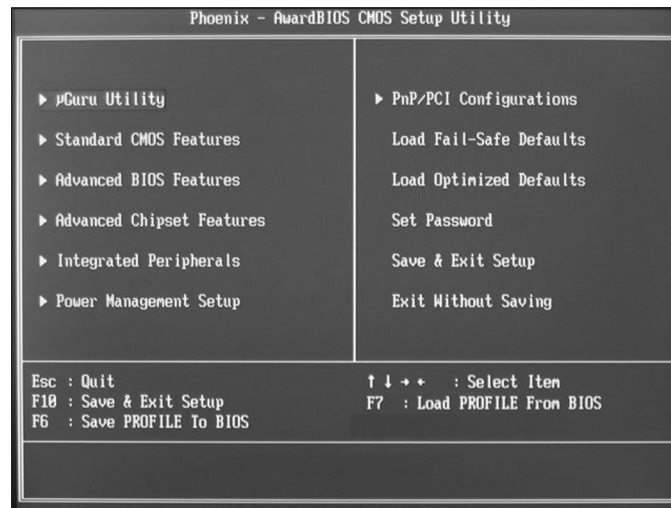 Phoenix - AwardBIOS CMOS Setup Utility
▶ µGuru Utility
▶ Standard CMOS Features
▶ Advanced BIOS Features
▶ Advanced Chipset Features
▶ Integrated Peripherals
▶ Power Management Setup
▶ PnP/PCI Configurations
Load Fail-Safe Defaults
Load Optimized Defaults
Set Password
Save & Exit Setup
Exit Without Saving
Esc : Quit
F10 : Save & Exit Setup
F6 : Save PROFILE To BIOS
↑ ↓ → ← : Select Item
F7 : Load PROFILE From BIOS